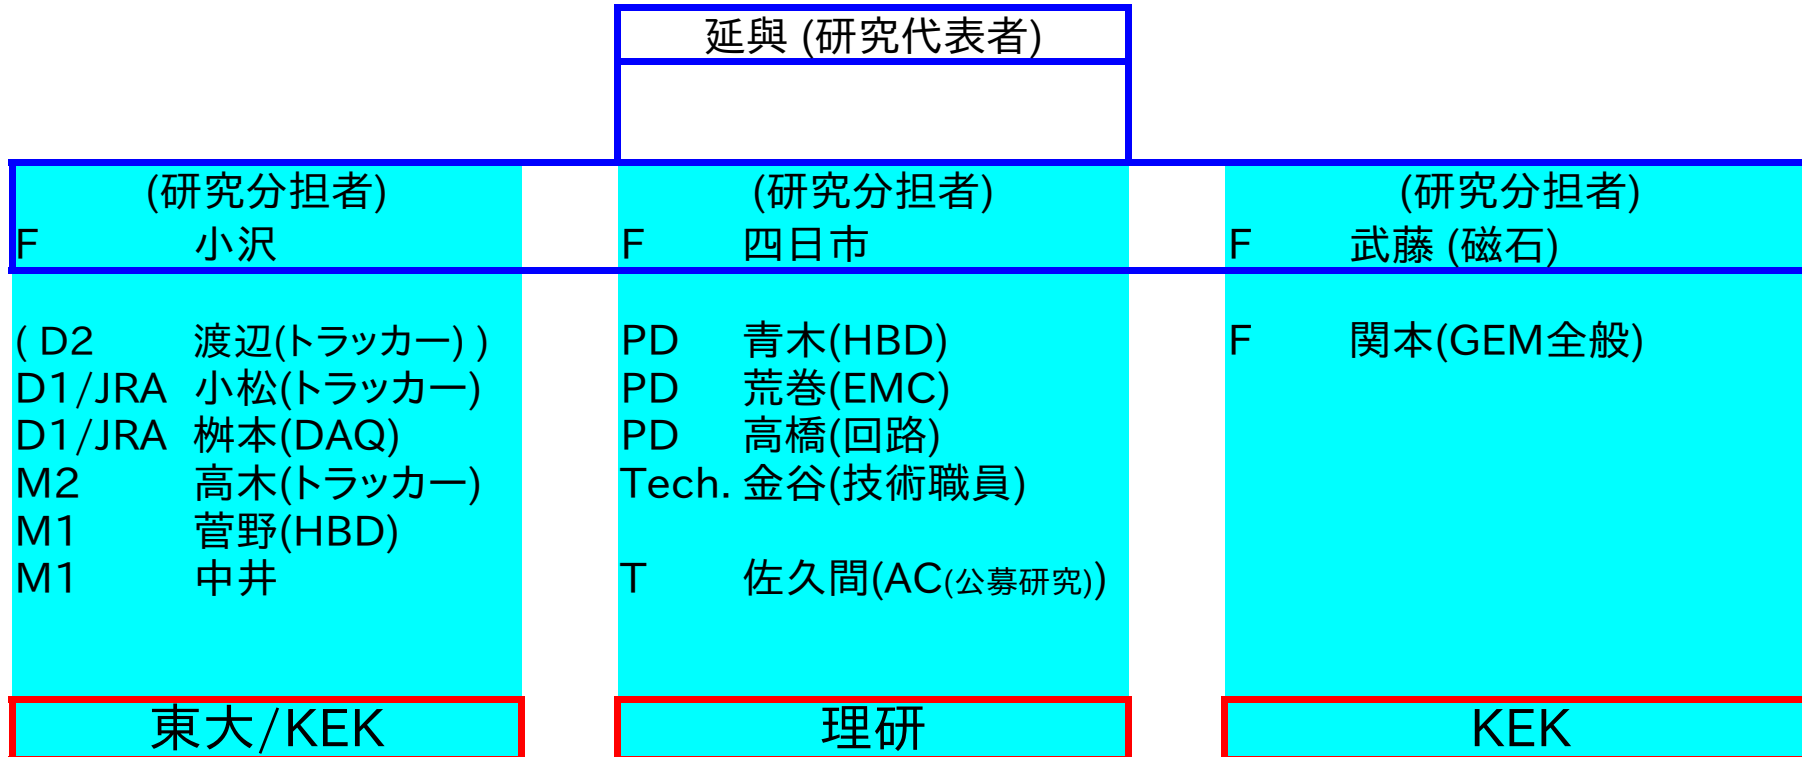 延與 (研究代表者)
(研究分担者)
F 小沢
( D2 渡辺(トラッカー) )
D1/JRA 小松(トラッカー)
D1/JRA 桝本(DAQ)
M2 高木(トラッカー)
M1 菅野(HBD)
M1 中井
東大/KEK
(研究分担者)
F 四日市
PD 青木(HBD)
PD 荒巻(EMC)
PD 高橋(回路)
Tech. 金谷(技術職員)
T 佐久間(AC(公募研究))
理研
(研究分担者)
F 武藤 (磁石)
F 関本(GEM全般)
KEK